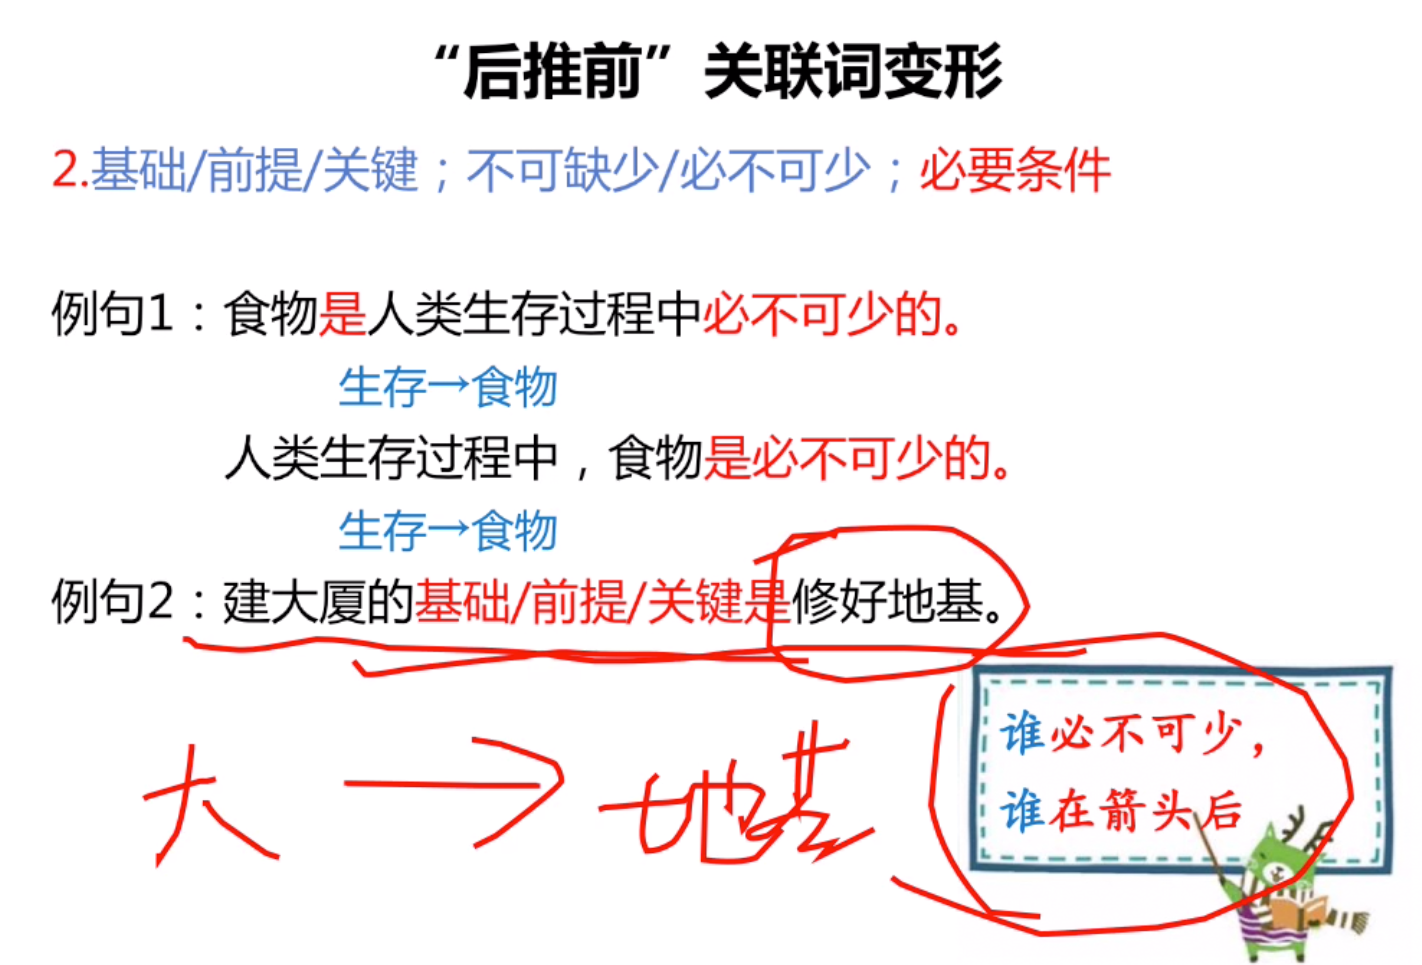 “后推前”关联词变形
2.基础/前提/关键；不可缺少/必不可少；必要条件
例句1：食物是人类生存过程中必不可少的。
生存→食物
人类生存过程中，食物是必不可少的。
生存→食物
例句2：建大厦的基础/前提/关键是修好地基。
大 → 地基
谁必不可少，
谁在箭头后